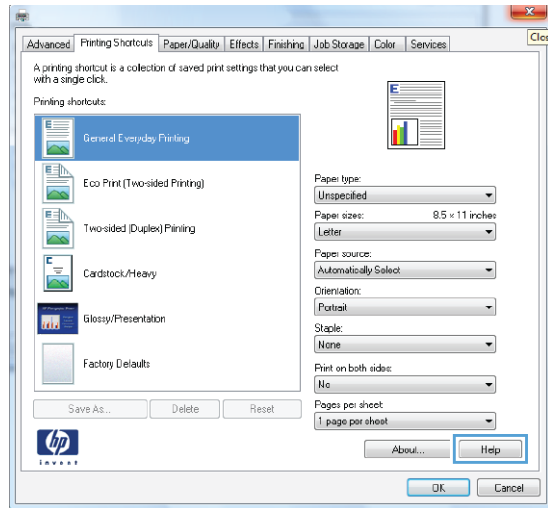 Advanced Printing Shortcuts Paper/Quality Effects Finishing Job Storage Color Services
Clos
A printing shortcut is a collection of saved print settings that you can select
with a single click.
Printing shortcuts:
E
General Everyday Printing
Eco Print (Two-sided Printing)
Two-sided (Duplex) Printing
Cardstock/Heavy
Glossy/Presentation
Factory Defaults
Save As... Delete Reset
E
Paper type:
Unspecified
Paper sizes: 8.5 × 11 inches
Letter
Paper source:
Automatically Select
Orientation:
Portrait
Staple:
None
Print on both sides:
No
Pages per sheet:
1 page per sheet
hp
invent
About... Help
OK Cancel